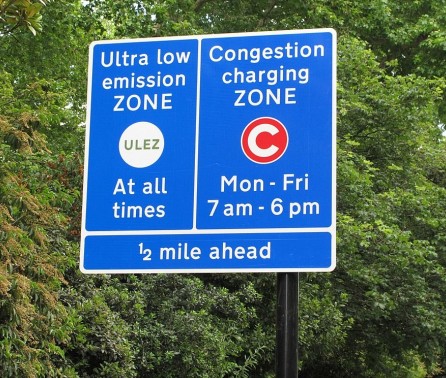 Ultra low
emission
ZONE
ULEZ
At all
times
Congestion
charging
ZONE
C
Mon - Fri
7 am - 6 pm
½ mile ahead